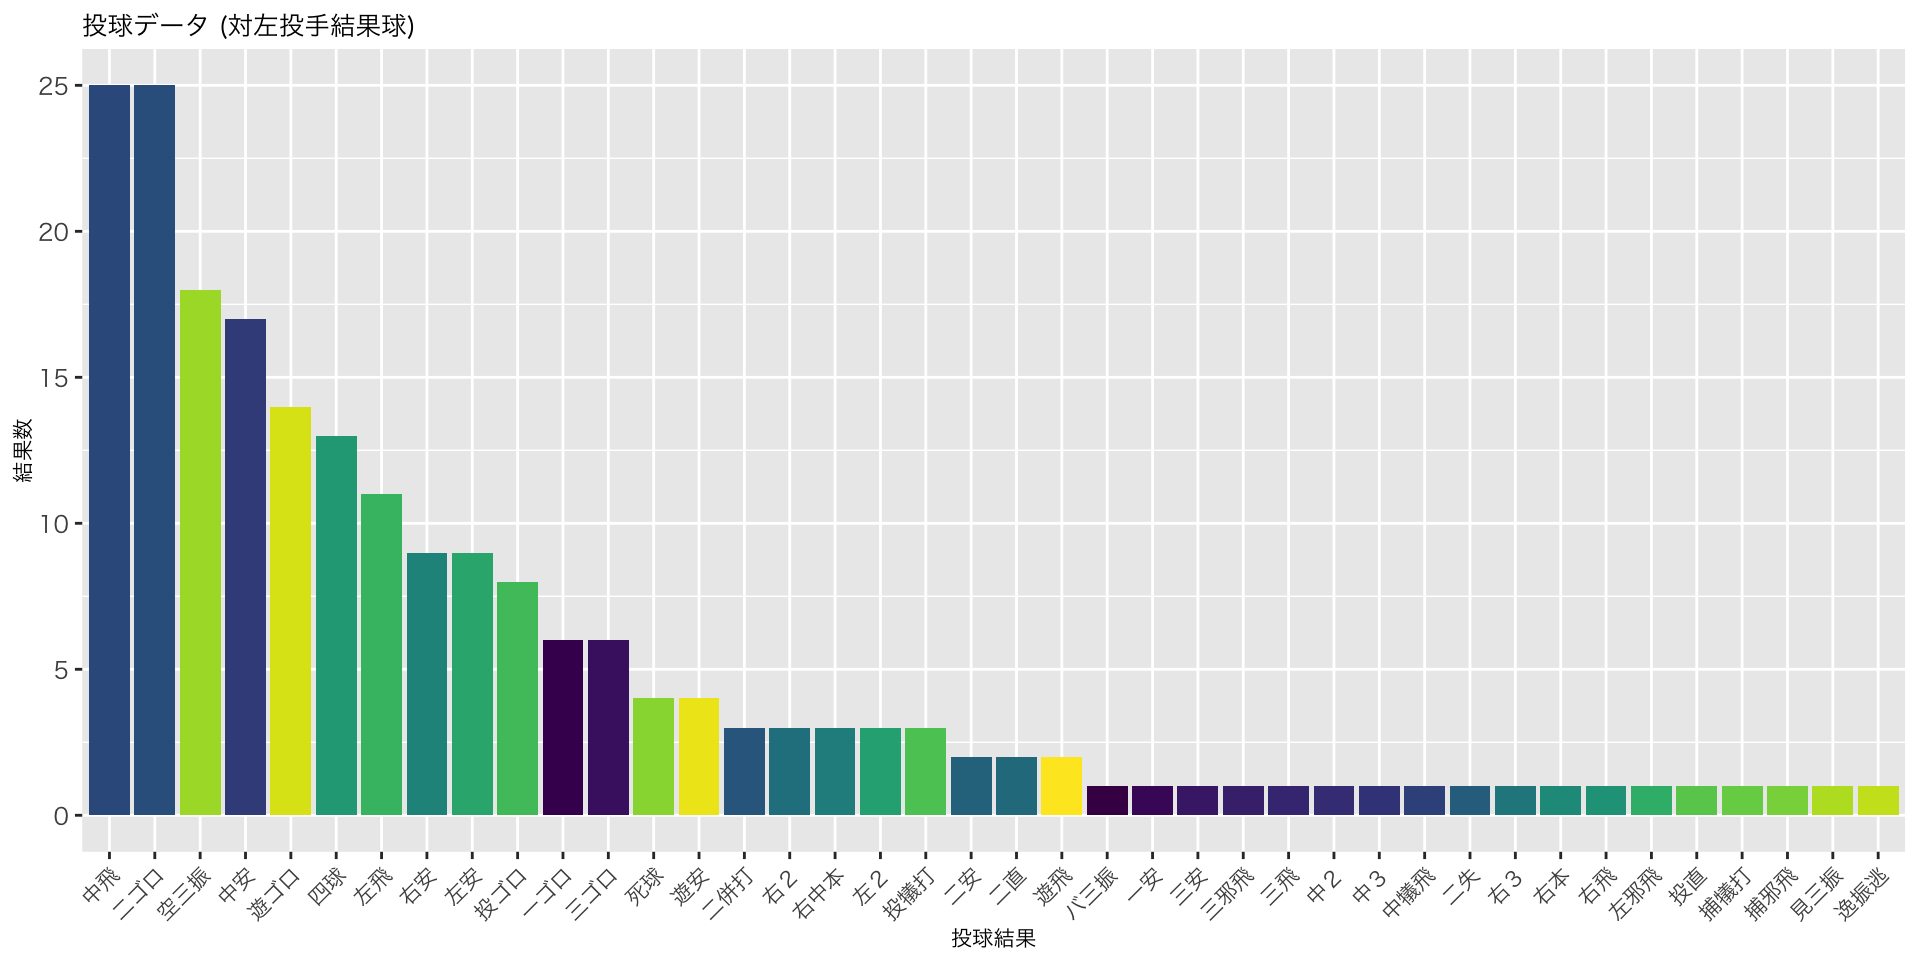 投球データ (対左投手結果球)
結果数
25
20
15
10
5
0
中飛
二ゴロ
空三振
中安
遊ゴロ
四球
左飛
右安
左安
投ゴロ
一ゴロ
三ゴロ
死球
遊安
二併打
右２
右中本
左２
投犠打
二安
二直
遊飛
バ三振
一安
三安
三邪飛
三飛
中２
中３
中犠飛
二失
右３
右本
右飛
左邪飛
投直
捕犠打
捕邪飛
見三振
逸振逃
投球結果